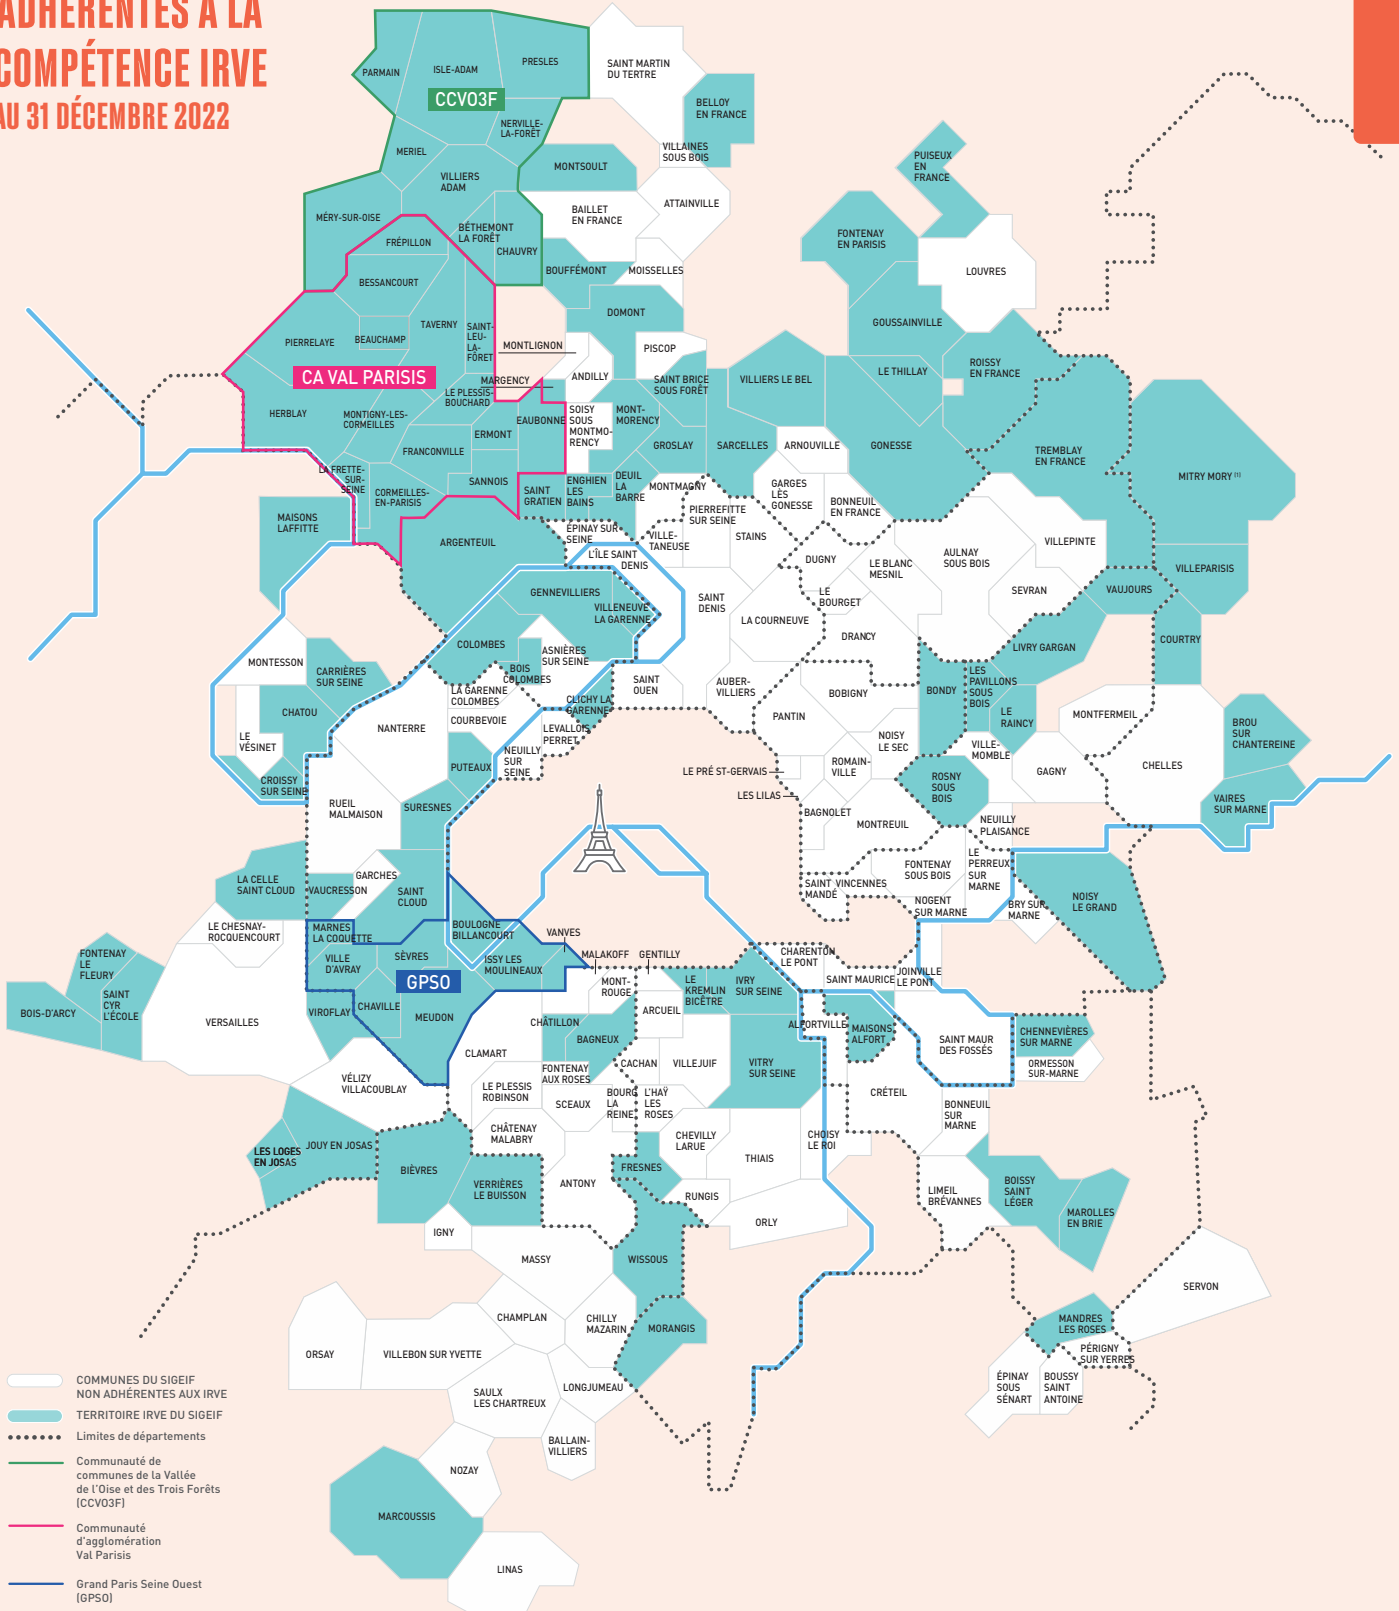 ADHÉRENTES À LA
COMPÉTENCE IRVE
AU 31 DÉCEMBRE 2022
PARMAIN
ISLE-ADAM
PRESLES
CCVO3F
NERVILLE-
LA-FORÊT
MERIEL
VILLIERS
ADAM
MÉRY-SUR-OISE
FRÉPILLON
BÉTHEMONT
LA FORÊT
CHAUVRY
SAINT MARTIN
DU TERTRE
BELLOY
EN FRANCE
VILLAINES
SOUS BOIS
MONTSOULT
BAILLET
EN FRANCE
ATTAINVILLE
BOUFFÉMONT
MOISSELLES
PUISEUX
EN
FRANCE
FONTENAY
EN PARISIS
LOUVRES
BESSANCOURT
TAVERNY
SAINT-
LEU-
LA-
FÔRET
PIERRELAYE
BEAUCHAMP
CA VAL PARISIS
MONTLIGNON
MARGENCY
LE PLESSIS-
BOUCHARD
HERBLAY
MONTIGNY-LES-
CORMEILLES
ERMONT
EAUBONNE
FRANCONVILLE
LA FRETTE-
SUR-
SEINE
CORMEILLES-
EN-PARISIS
SANNOIS
SAINT
GRATIEN
DOMONT
PISCOP
ANDILLY
SAINT BRICE
SOUS FORÊT
SOISY
SOUS
MONTMO-
RENCY
MONT-
MORENCY
GROSLAY
SARCELLES
VILLIERS LE BEL
ARNOUVILLE
GOUSSAINVILLE
LE THILLAY
ROISSY
EN FRANCE
GONESSE
TREMBLAY
EN FRANCE
MITRY MORY (1)
ENGHIEN
LES
BAINS
DEUIL
LA
BARRE
MONTMAGNY
GARGES
LÈS
GONESSE
BONNEUIL
EN FRANCE
MAISONS
LAFFITTE
ARGENTEUIL
ÉPINAY SUR
SEINE
L'ÎLE SAINT
DENIS
VILLE-
TANEUSE
PIERREFITTE
SUR SEINE
STAINS
DUGNY
LE BLANC
MESNIL
AULNAY
SOUS BOIS
VILLEPINTE
SEVRAN
VAUJOURS
VILLEPARISIS
COURTRY
GENNEVILLIERS
VILLENEUVE
LA GARENNE
SAINT
DENIS
LA COURNEUVE
LE
BOURGET
DRANCY
LIVRY GARGAN
MONTESSON
CARRIÈRES
SUR SEINE
COLOMBES
BOIS
COLOMBES
ASNIÈRES
SUR SEINE
LA GARENNE
COLOMBES
CLICHY LA
GARENNE
SAINT
OUEN
AUBER-
VILLIERS
BOBIGNY
BONDY
LES
PAVILLONS
SOUS
BOIS
LE
RAINCY
MONTFERMEIL
BROU
SUR
CHANTEREINE
CHATOU
NANTERRE
COURBEVOIE
LEVALLOIS
PERRET
PANTIN
NOISY
LE SEC
VILLE-
MOMBLE
GAGNY
CHELLES
LE
VÉSINET
CROISSY
SUR SEINE
PUTEAUX
NEUILLY
SUR
SEINE
LE PRÉ ST-GERVAIS
ROMAIN-
VILLE
LES LILAS
ROSNY
SOUS
BOIS
VAIRES
SUR MARNE
RUEIL
MALMAISON
SURESNES
BAGNOLET
MONTREUIL
NEUILLY
PLAISANCE
LE
PERREUX
SUR
MARNE
LA CELLE
SAINT CLOUD
VAUCRESSON
GARCHES
SAINT
CLOUD
SAINT
MANDÉ
VINCENNES
FONTENAY
SOUS BOIS
NOGENT
SUR MARNE
BRY SUR
MARNE
NOISY
LE GRAND
LE CHESNAY-
ROCQUENCOURT
MARNES
LA COQUETTE
BOULOGNE
BILLANCOURT
VANVES
MALAKOFF
GENTILLY
CHARENTON
LE PONT
SAINT MAURICE
JOINVILLE
LE PONT
FONTENAY
LE
FLEURY
SAINT
CYR
L'ÉCOLE
BOIS-D'ARCY
VERSAILLES
VILLE
D'AVRAY
SÈVRES
GPSO
ISSY LES
MOULINEAUX
VIROFLAY
CHAVILLE
MEUDON
MONT-
ROUGE
CHÂTILLON
BAGNEUX
ARCUEIL
LE
KREMLIN
BICÊTRE
IVRY
SUR SEINE
ALFORTVILLE
MAISONS
ALFORT
SAINT MAUR
DES FOSSÉS
CHENNEVIÈRES
SUR MARNE
ORMESSON
SUR-MARNE
CLAMART
FONTENAY
AUX ROSES
CACHAN
VILLEJUIF
VITRY
SUR SEINE
CRÉTEIL
BONNEUIL
SUR
MARNE
VÉLIZY
VILLACOUBLAY
LE PLESSIS
ROBINSON
SCEAUX
BOURG
LA
REINE
L'HAŸ
LES
ROSES
CHÂTENAY
MALABRY
CHEVILLY
LARUE
THIAIS
CHOISY
LE ROI
LES LOGES
EN JOSAS
JOUY EN JOSAS
BIÈVRES
VERRIÈRES
LE BUISSON
ANTONY
FRESNES
RUNGIS
ORLY
LIMEIL
BRÉVANNES
BOISSY
SAINT
LÉGER
MAROLLES
EN BRIE
IGNY
MASSY
WISSOUS
SERVON
CHAMPLAN
CHILLY
MAZARIN
MORANGIS
MANDRES
LES ROSES
PÉRIGNY
SUR YERRES
ORSAY
VILLEBON SUR YVETTE
SAULX
LES CHARTREUX
LONGJUMEAU
ÉPINAY
SOUS
SÉNART
BOUSSY
SAINT
ANTOINE
BALLAIN-
VILLIERS
NOZAY
MARCOUSSIS
LINAS
COMMUNES DU SIGEIF
NON ADHÉRENTES AUX IRVE
TERRITOIRE IRVE DU SIGEIF
Limites de départements
Communauté de
communes de la Vallée
de l'Oise et des Trois Forêts
(CCVO3F)
Communauté
d'agglomération
Val Parisis
Grand Paris Seine Ouest
(GPSO)